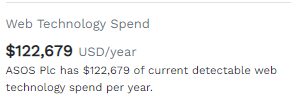 Web Technology Spend
$122,679 USD/year
ASOS Plc has $122,679 of current detectable web
technology spend per year.